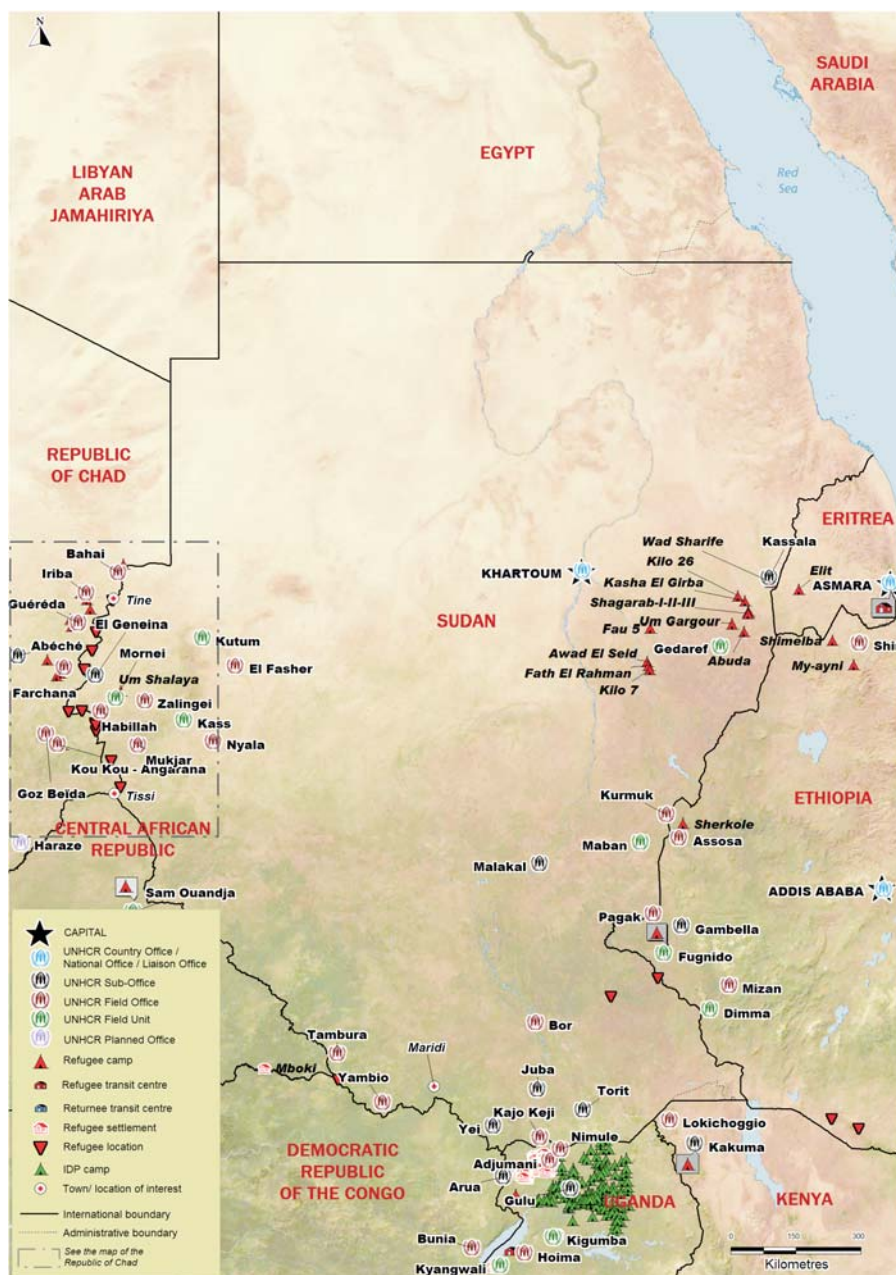 N
SAUDI
ARABIA
EGYPT
LIBYAN
ARAB
JAMAHIRIYA
Red
Sea
REPUBLIC
OF CHAD
ERITREA
Wad Sharife
Kassala
Bahai
Kilo 26
Elit
KHARTOUM
ASMARA
Iriba
Kasha El Girba
Tine
Shagarab-I-II-III
Guéréda
SUDAN
El Geneina
Um Gargour
Fau 5
Kutum
Shimelba
Shi
Abéché
Mornei
Gedaref
Abuda
Awad El Seid
El Fasher
My-ayni
Um Shalaya
Fath El Rahman
Farchana
Kilo 7
Zalingei
Kass
Habillah
Nyala
Mukjar
Kou Kou - Angarana
Goz Beïda
Tissi
Kurmuk
ETHIOPIA
CENTRAL AFRICAN
REPUBLIC
Sherkole
Haraze
Maban
Assosa
Malakal
Sam Ouandja
ADDIS ABABA
Pagak
Gambella
Fugnido
Mizan
Dimma
Bor
Tambura
Maridi
Mboki
Yambio
Juba
Torit
Kajo Keji
Yei
Lokichoggio
Nimule
Kakuma
DEMOCRATIC
REPUBLIC
OF THE CONGO
Adjumani
Arua
Gulu
UGANDA
KENYA
Kigumba
Bunia
Hoima
Kyangwali
CAPITAL
UNHCR Country Office /
National Office / Liaison Office
UNHCR Sub-Office
UNHCR Field Office
UNHCR Field Unit
UNHCR Planned Office
Refugee camp
Refugee transit centre
Returnee transit centre
Refugee settlement
Refugee location
IDP camp
Town/ location of interest
International boundary
Administrative boundary
See the map of the
Republic of Chad
0 150 300
Kilometres